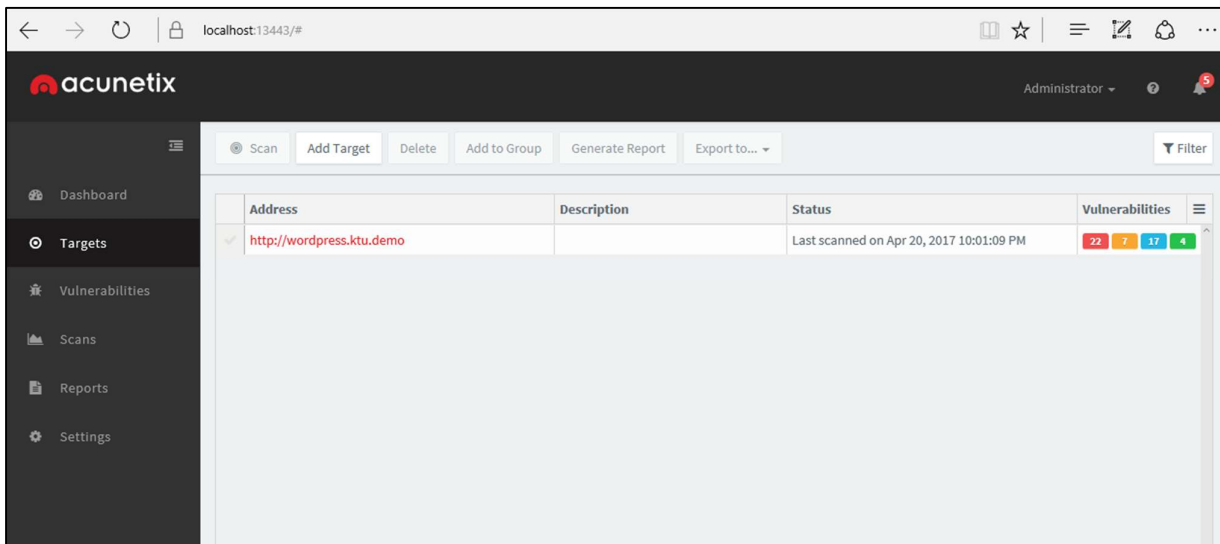 localhost:13443/#
acunetix
Administrator
5
Scan Add Target Delete Add to Group Generate Report Export to... Filter
Dashboard
Targets
Vulnerabilities
Scans
Reports
Settings
Address Description Status Vulnerabilities
http://wordpress.ktu.demo Last scanned on Apr 20, 2017 10:01:09 PM 22 7 17 4